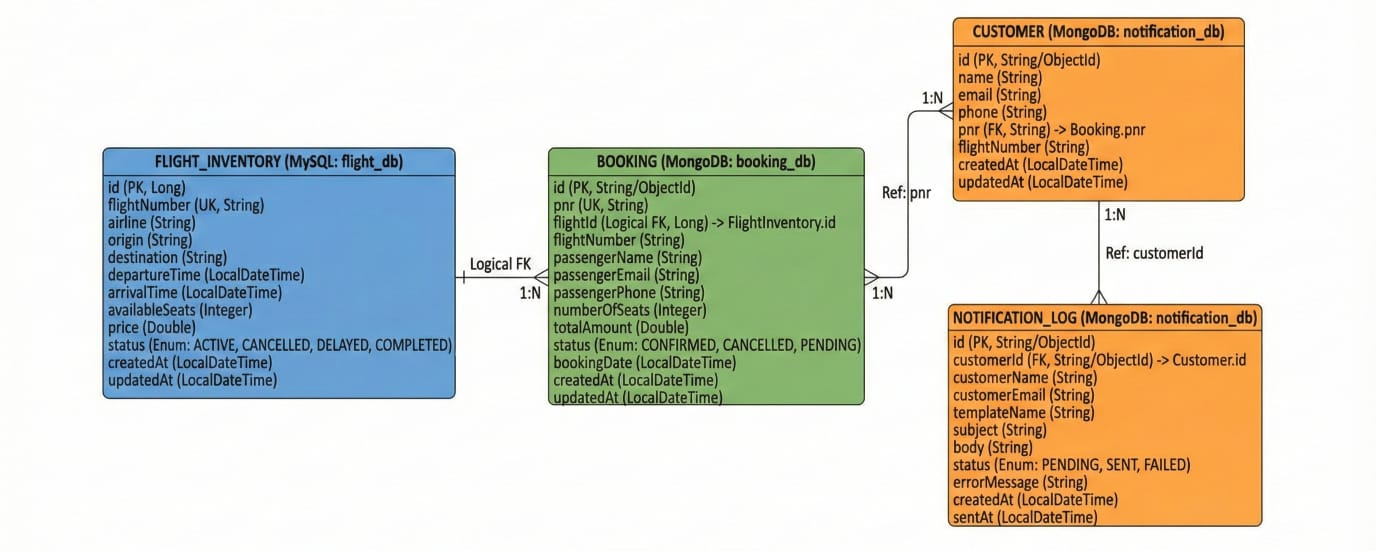 FLIGHT_INVENTORY (MySQL: flight_db)
id (PK, Long)
flightNumber (UK, String)
airline (String)
origin (String)
destination (String)
departureTime (LocalDateTime)
arrivalTime (LocalDateTime)
availableSeats (Integer)
price (Double)
status (Enum: ACTIVE, CANCELLED, DELAYED, COMPLETED)
createdAt (LocalDateTime)
updatedAt (LocalDateTime)
Logical FK
1:N
BOOKING (MongoDB: booking_db)
id (PK, String/ObjectId)
pnr (UK, String)
flightId (Logical FK, Long) -> FlightInventory.id
flightNumber (String)
passengerName (String)
passengerEmail (String)
passengerPhone (String)
numberOfSeats (Integer)
totalAmount (Double)
status (Enum: CONFIRMED, CANCELLED, PENDING)
bookingDate (LocalDateTime)
createdAt (LocalDateTime)
updatedAt (LocalDateTime)
1:N
Ref: pnr
1:N
CUSTOMER (MongoDB: notification_db)
id (PK, String/ObjectId)
name (String)
email (String)
phone (String)
pnr (FK, String) -> Booking.pnr
flightNumber (String)
createdAt (LocalDateTime)
updatedAt (LocalDateTime)
1:N
Ref: customerId
NOTIFICATION_LOG (MongoDB: notification_db)
id (PK, String/ObjectId)
customerId (FK, String/ObjectId) -> Customer.id
customerName (String)
customerEmail (String)
templateName (String)
subject (String)
body (String)
status (Enum: PENDING, SENT, FAILED)
errorMessage (String)
createdAt (LocalDateTime)
sentAt (LocalDateTime)